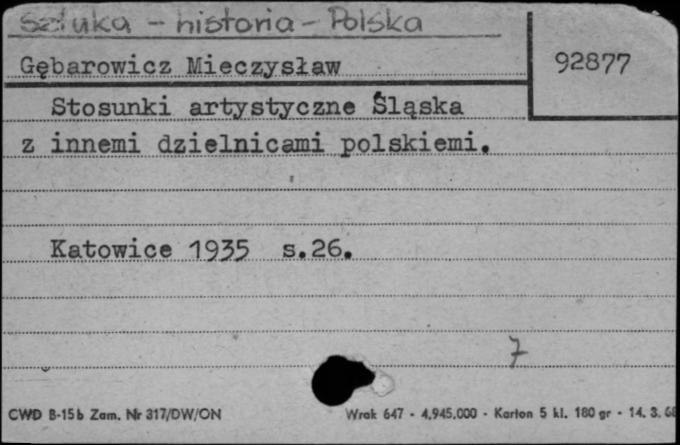 Sztuka - historia - Polska
Gębarowicz Mieczysław
92877
Stosunki artystyczne Śląska
z innemi dzielnicami polskiemi.
Katowice 1935 s.26.
7
CWD B-15b Zam. Nr 317/DW/ON
Wrak 647 - 4.945.000 - Karton 5 kl. 180 gr - 14. 3. 68